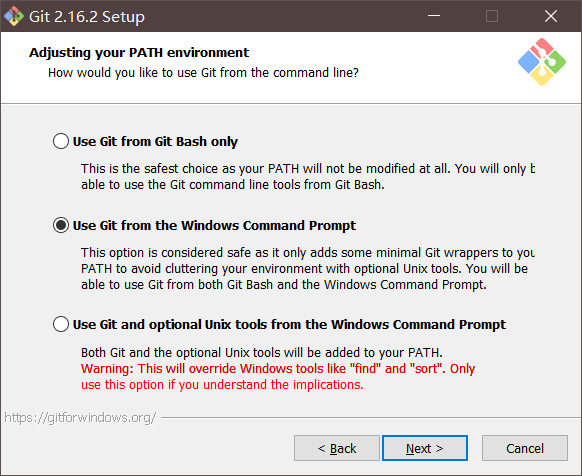 Git 2.16.2 Setup
Adjusting your PATH environment
How would you like to use Git from the command line?
Use Git from Git Bash only
This is the safest choice as your PATH will not be modified at all. You will only
able to use the Git command line tools from Git Bash.
Use Git from the Windows Command Prompt
This option is considered safe as it only adds some minimal Git wrappers to you
PATH to avoid cluttering your environment with optional Unix tools. You will be
able to use Git from both Git Bash and the Windows Command Prompt.
Use Git and optional Unix tools from the Windows Command Prompt
Both Git and the optional Unix tools will be added to your PATH.
Warning: This will override Windows tools like "find" and "sort". Only
use this option if you understand the implications.
https://gitforwindows.org/
< Back
Next >
Cancel